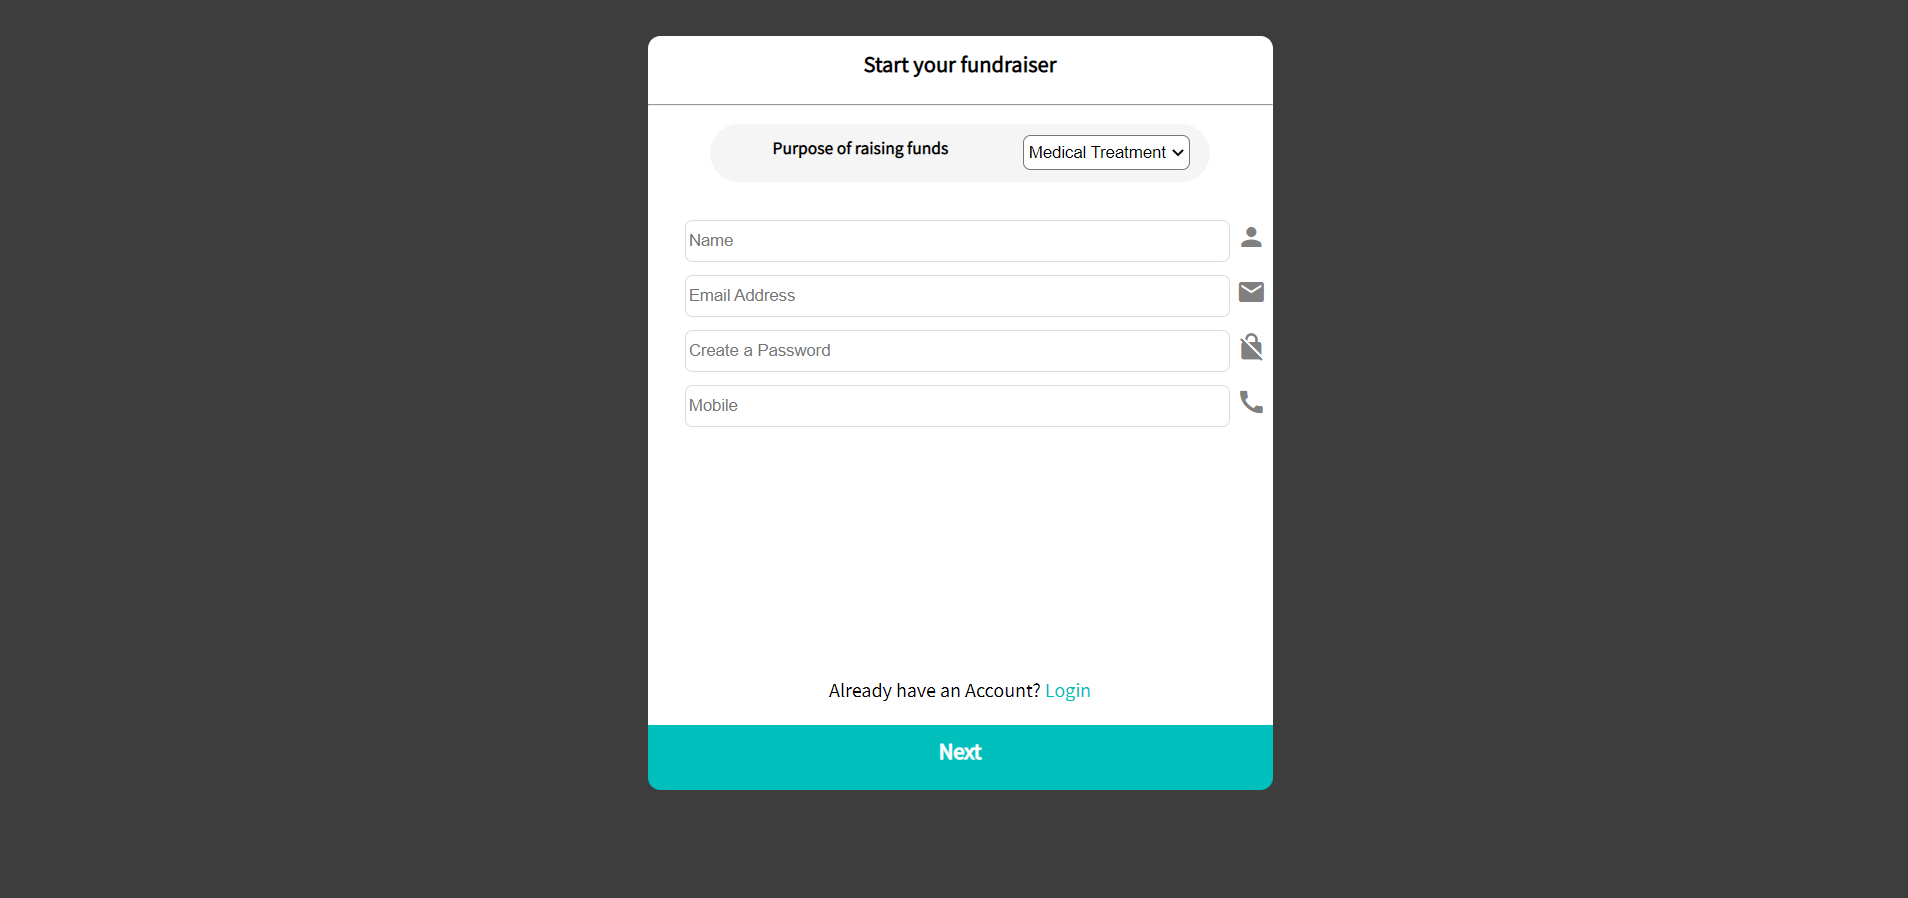 Start your fundraiser
Purpose of raising funds
Medical Treatment
Name
Email Address
Create a Password
Mobile
Already have an Account? Login
Next